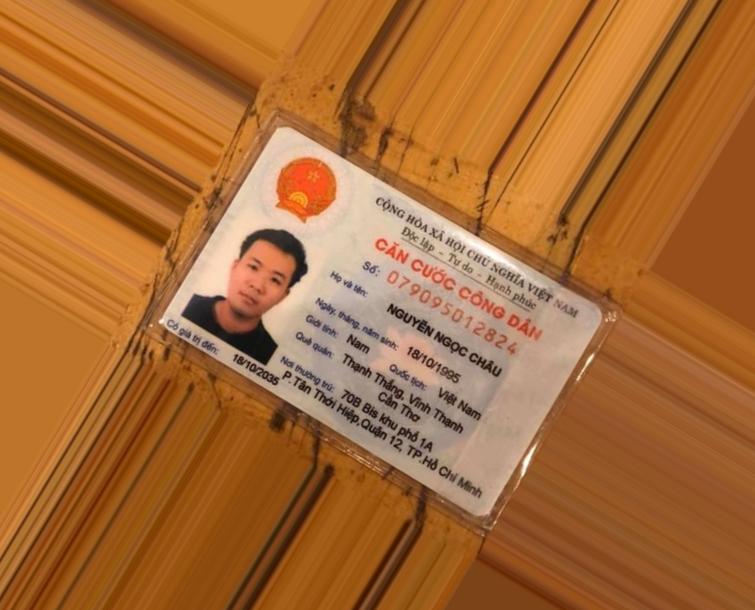 CỘNG HÒA XÃ HỘI CHỦ NGHĨA VIỆT NAM
Độc lập - Tự do - Hạnh phúc
CĂN CƯỚC CÔNG DÂN
Số: 079095012824
Họ và tên:
NGUYỄN NGỌC CHÂU
Ngày, tháng, năm sinh: 18/10/1995
Giới tính: Nam Quốc tịch: Việt Nam
Quê quán: Thạnh Thắng, Vĩnh Thạnh
Cần Thơ
Nơi thường trú: 70B Bis khu phố 1A
P.Tân Thới Hiệp,Quận 12, TP.Hồ Chí Minh
Có giá trị đến: 18/10/2035